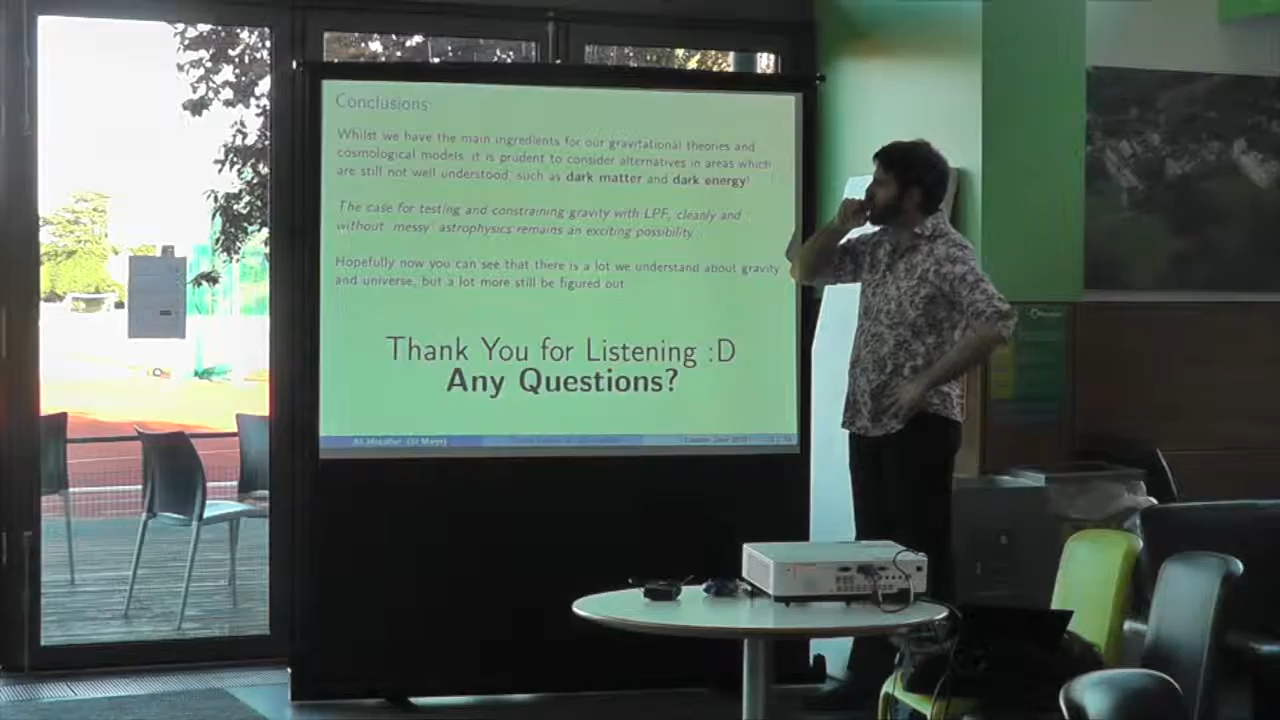 Conclusions
Whilst we have the main ingredients for our gravitational theories and
cosmological models, it is prudent to consider alternatives in areas which
are still not well understood, such as dark matter and dark energy!
The case for testing and constraining gravity with LPF, cleanly and
without 'messy' astrophysics remains an exciting possibility.
Hopefully now you can see that there is a lot we understand about gravity
and universe, but a lot more still be figured out.
Thank You for Listening :D
Any Questions?
(St Marys)